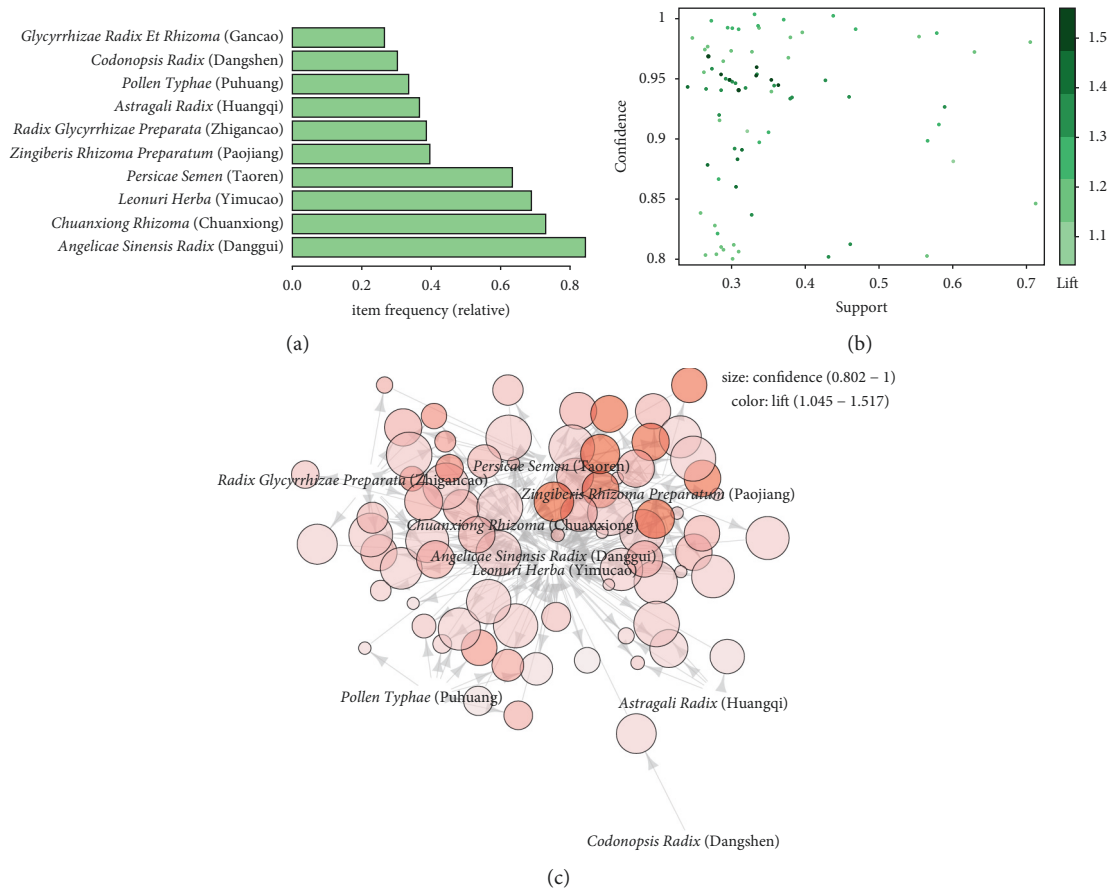 Glycyrrhizae Radix Et Rhizoma (Gancao)
Codonopsis Radix (Dangshen)
Pollen Typhae (Puhuang)
Astragali Radix (Huangqi)
Radix Glycyrrhizae Preparata (Zhigancao)
Zingiberis Rhizoma Preparatum (Paojiang)
Persicae Semen (Taoren)
Leonuri Herba (Yimucao)
Chuanxiong Rhizoma (Chuanxiong)
Angelicae Sinensis Radix (Danggui)
0.0 0.2 0.4 0.6 0.8
item frequency (relative)
(a)
1
0.95
0.9
0.85
0.8
Confidence
0.3 0.4 0.5 0.6 0.7
Support
1.5
1.4
1.3
1.2
1.1
Lift
(b)
size: confidence (0.802 − 1)
color: lift (1.045 − 1.517)
Persicae Semen (Taoren)
Radix Glycyrrhizae Preparata (Zhigancao)
Zingiberis Rhizoma Preparatum (Paojiang)
Chuanxiong Rhizoma (Chuanxiong)
Angelicae Sinensis Radix (Danggui)
Leonuri Herba (Yimucao)
Pollen Typhae (Puhuang)
Astragali Radix (Huangqi)
Codonopsis Radix (Dangshen)
(c)